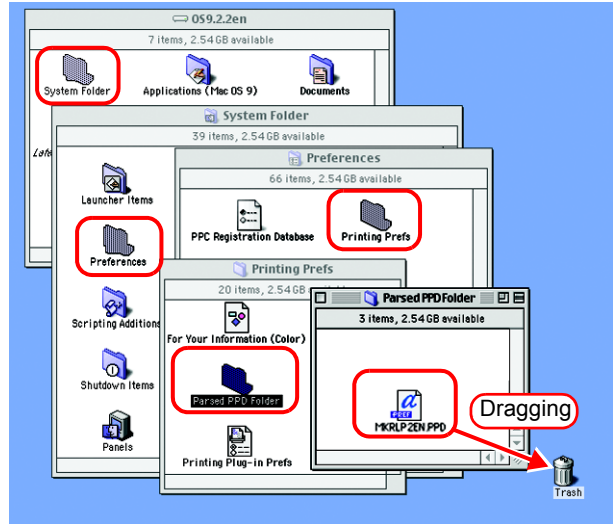 OS9.2.2en
7 items, 2.54 GB available
System Folder
Applications (Mac OS 9)
Documents
System Folder
39 items, 2.54 GB available
Launcher Items
Preferences
Scripting Additions
Shutdown Items
Panels
Preferences
66 items, 2.54 GB available
PPC Registration Database
Printing Prefs
Printing Prefs
20 items, 2.54 GB
For Your Information (Color)
Parsed PPD Folder
Printing Plug-in Prefs
Parsed PPD Folder
3 items, 2.54 GB available
a
PREF
MKRLP2EN.PPD
Dragging
Trash